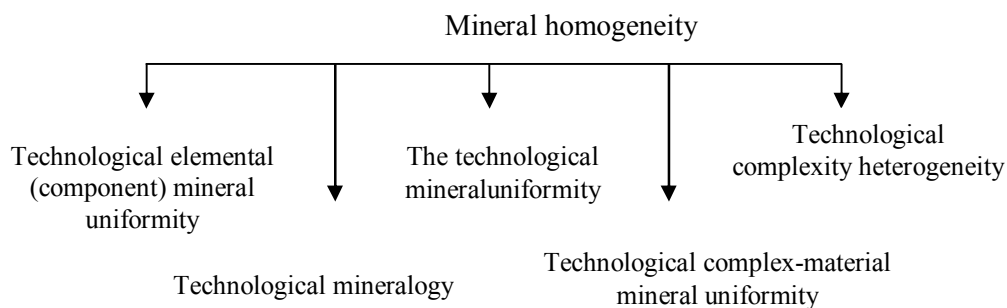 Mineral homogeneity
Technological elemental
(component) mineral
uniformity
Technological mineralogy
The technological
mineraluniformity
Technological complex-material
mineral uniformity
Technological
complexity heterogeneity